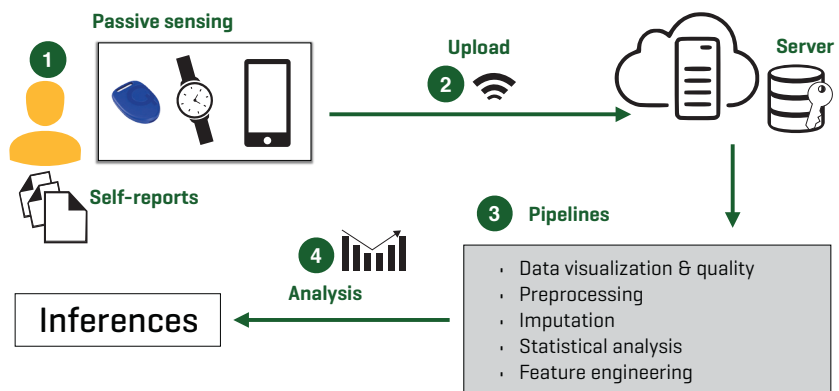 Passive sensing
1
Self-reports
Upload
2
Server
3 Pipelines
· Data visualization & quality
· Preprocessing
· Imputation
· Statistical analysis
· Feature engineering
4
Analysis
Inferences